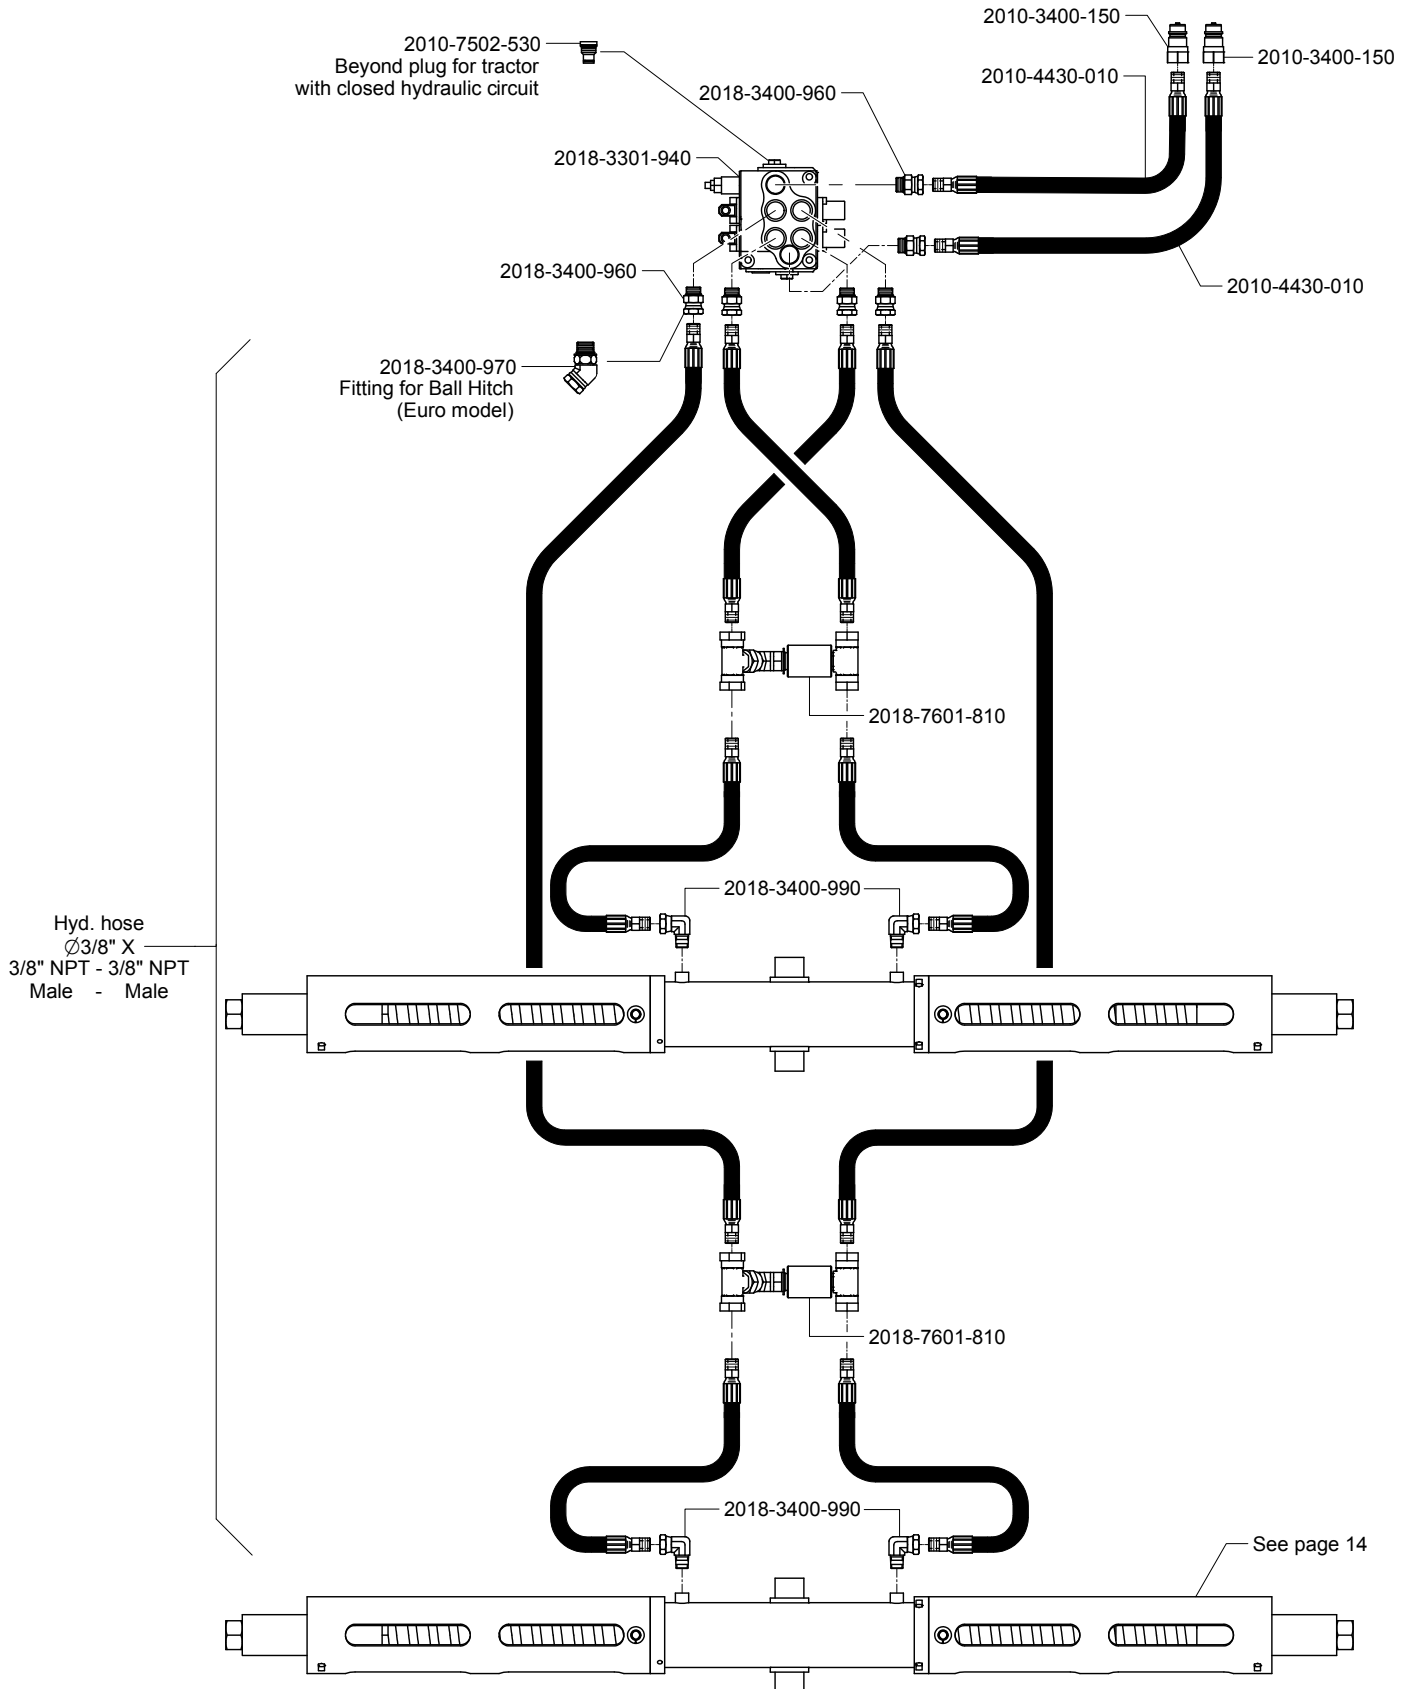 2010-3400-150
2010-7502-530
Beyond plug for tractor
with closed hydraulic circuit
2010-3400-150
2010-4430-010
2018-3400-960
2018-3301-940
2018-3400-960
2010-4430-010
2018-3400-970
Fitting for Ball Hitch
(Euro model)
2018-7601-810
2018-3400-990
Hyd. hose
Ø3/8" X
3/8" NPT - 3/8" NPT
Male - Male
2018-7601-810
2018-3400-990
See page 14